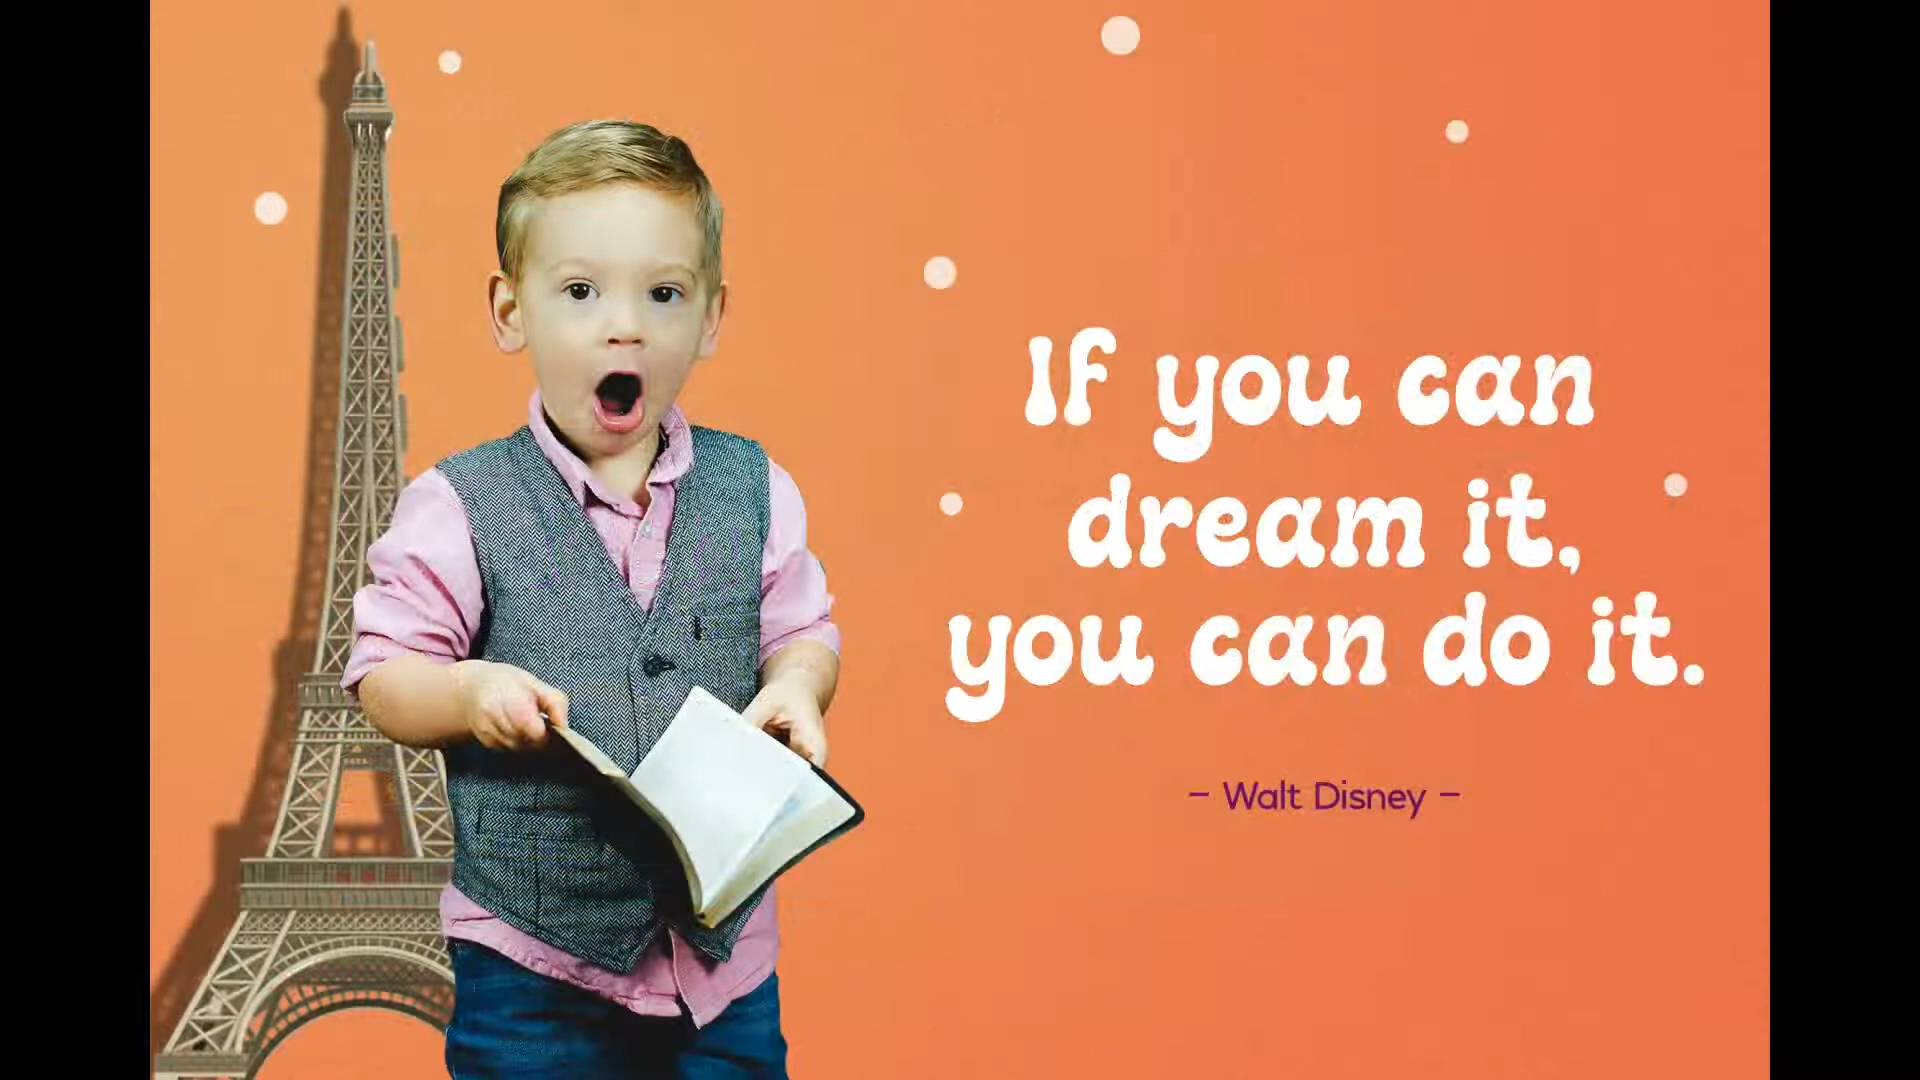 If you can
dream it,
you can do it.
– Walt Disney –